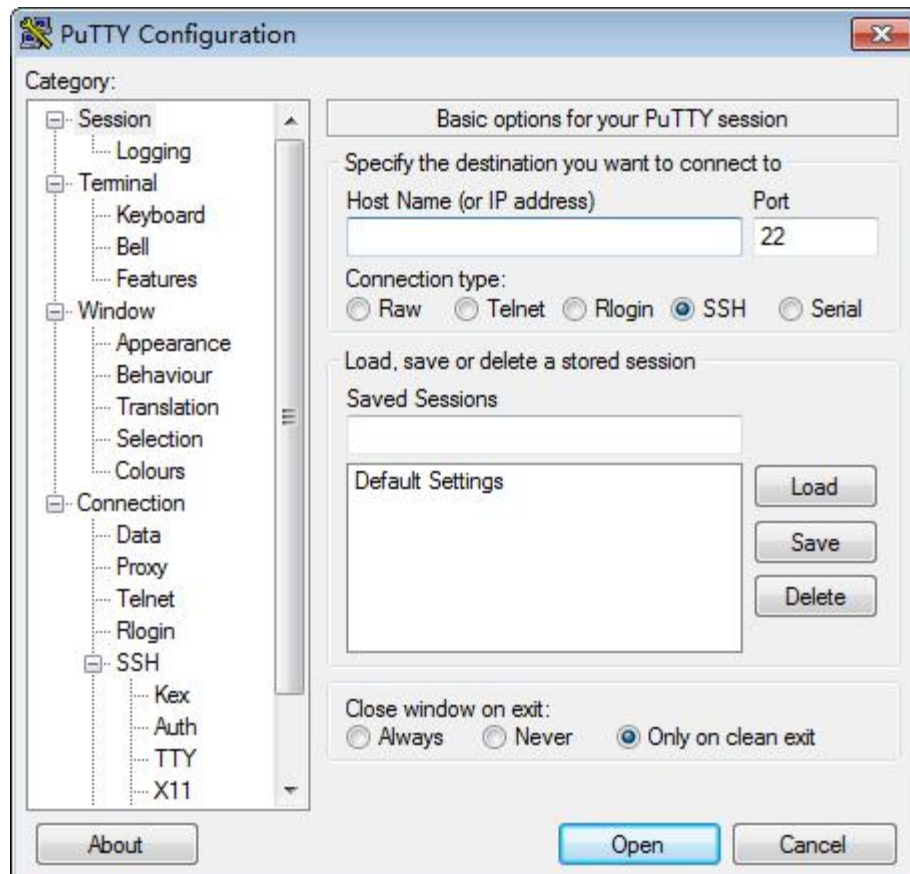 PuTTY Configuration
Category:
Session
Logging
Terminal
Keyboard
Bell
Features
Window
Appearance
Behaviour
Translation
Selection
Colours
Connection
Data
Proxy
Telnet
Rlogin
SSH
Kex
Auth
TTY
X11
Basic options for your PuTTY session
Specify the destination you want to connect to
Host Name (or IP address) Port
22
Connection type:
Raw Telnet Rlogin SSH Serial
Load, save or delete a stored session
Saved Sessions
Default Settings
Load
Save
Delete
Close window on exit:
Always Never Only on clean exit
About Open Cancel